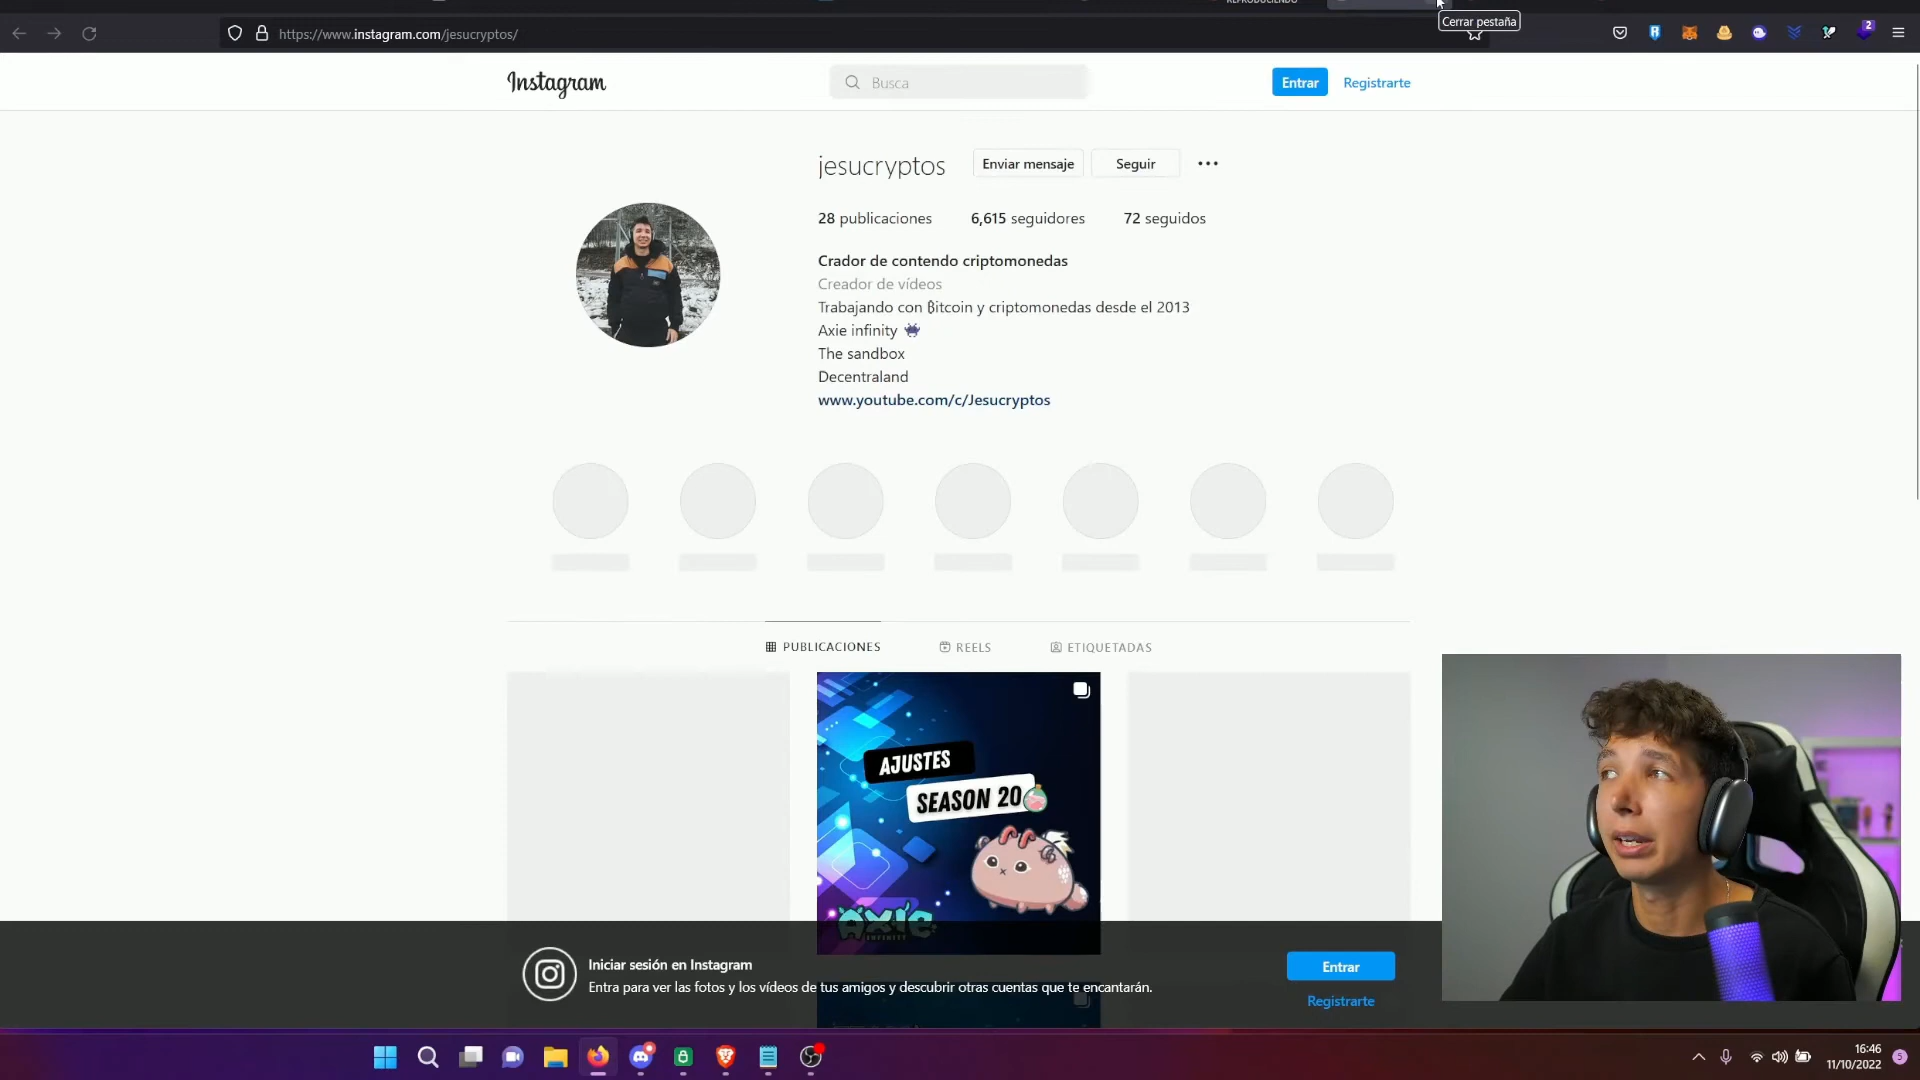 Cerrar pestaña
https://www.instagram.com/jesucryptos/
2
Instagram
Busca
Entrar
Registrarte
jesucryptos
Enviar mensaje
Seguir
28 publicaciones
6,615 seguidores
72 seguidos
Crador de contendo criptomonedas
Creador de vídeos
Trabajando con ₿itcoin y criptomonedas desde el 2013
Axie infinity
The sandbox
Decentraland
www.youtube.com/c/Jesucryptos
PUBLICACIONES
REELS
ETIQUETADAS
AJUSTES
SEASON 20
AXIE
INFINITY
Iniciar sesión en Instagram
Entra para ver las fotos y los vídeos de tus amigos y descubrir otras cuentas que te encantarán.
Entrar
Registrarte
16:46
11/10/2022
5